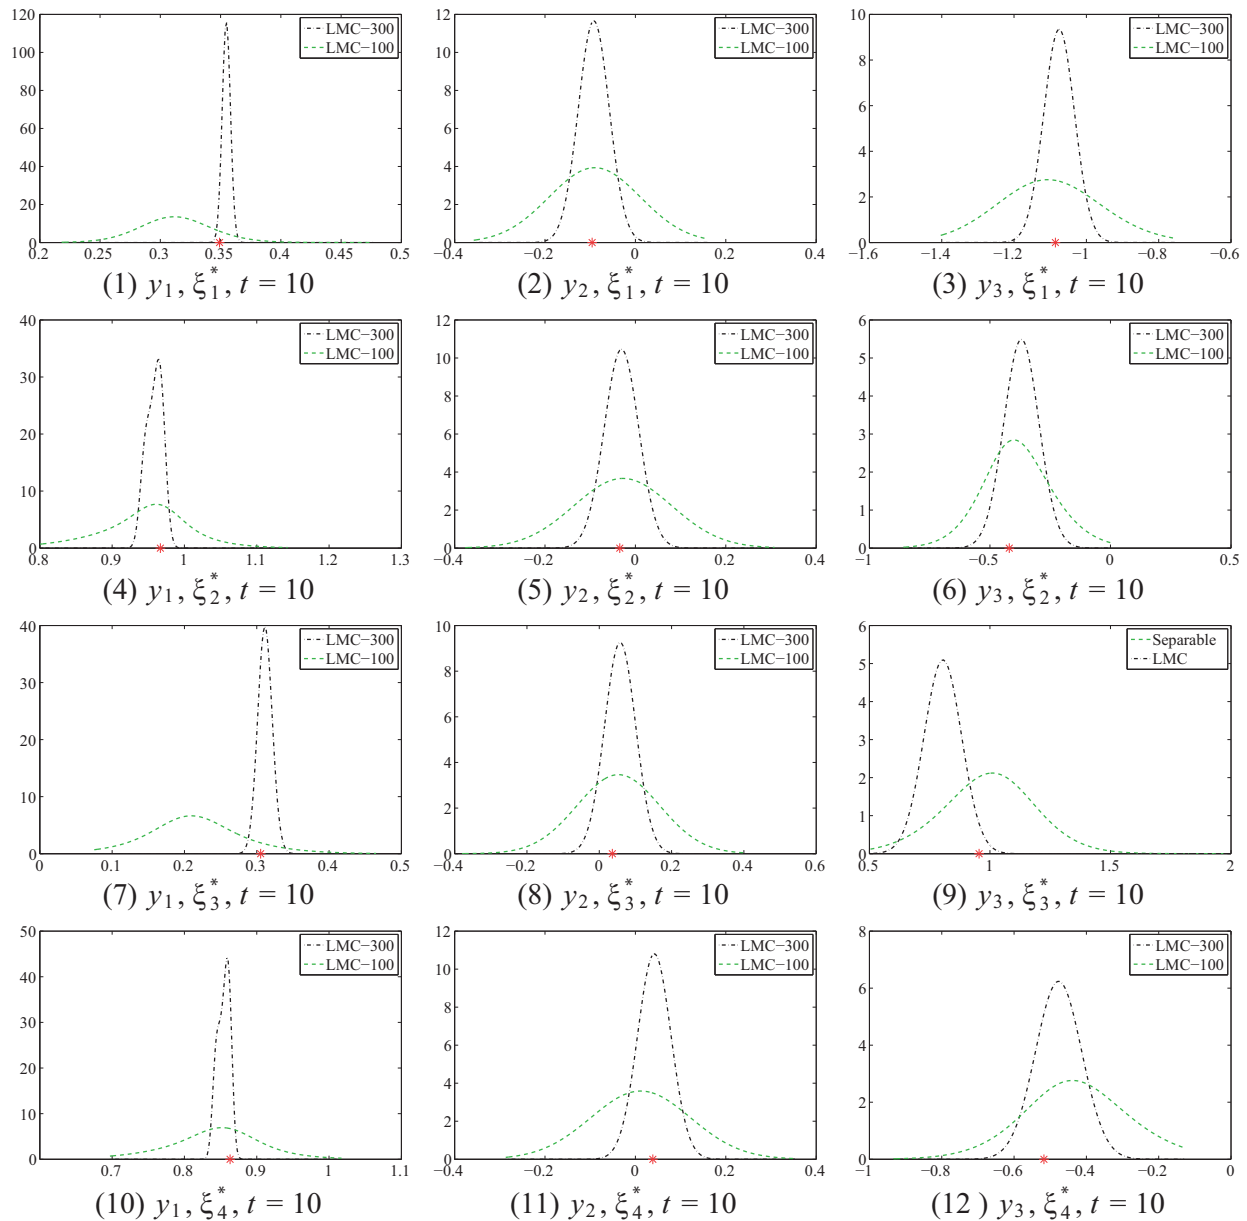 120
100
80
60
40
20
0
LMC−300
LMC−100
0.2 0.25 0.3 0.35 0.4 0.45 0.5
(1) y₁, ξ₁*, t = 10
12
10
8
6
4
2
0
LMC−300
LMC−100
−0.4 −0.2 0 0.2 0.4
(2) y₂, ξ₁*, t = 10
10
8
6
4
2
0
LMC−300
LMC−100
−1.6 −1.4 −1.2 −1 −0.8 −0.6
(3) y₃, ξ₁*, t = 10
40
30
20
10
0
LMC−300
LMC−100
0.8 0.9 1 1.1 1.2 1.3
(4) y₁, ξ₂*, t = 10
12
10
8
6
4
2
0
LMC−300
LMC−100
−0.4 −0.2 0 0.2 0.4
(5) y₂, ξ₂*, t = 10
6
5
4
3
2
1
0
LMC−300
LMC−100
−1 −0.5 0 0.5
(6) y₃, ξ₂*, t = 10
40
30
20
10
0
LMC−300
LMC−100
0 0.1 0.2 0.3 0.4 0.5
(7) y₁, ξ₃*, t = 10
10
8
6
4
2
0
LMC−300
LMC−100
−0.4 −0.2 0 0.2 0.4 0.6
(8) y₂, ξ₃*, t = 10
6
5
4
3
2
1
0
Separable
LMC
0.5 1 1.5 2
(9) y₃, ξ₃*, t = 10
50
40
30
20
10
0
LMC−300
LMC−100
0.7 0.8 0.9 1 1.1
(10) y₁, ξ₄*, t = 10
12
10
8
6
4
2
0
LMC−300
LMC−100
−0.4 −0.2 0 0.2 0.4
(11) y₂, ξ₄*, t = 10
8
6
4
2
0
LMC−300
LMC−100
−1 −0.8 −0.6 −0.4 −0.2 0
(12 ) y₃, ξ₄*, t = 10